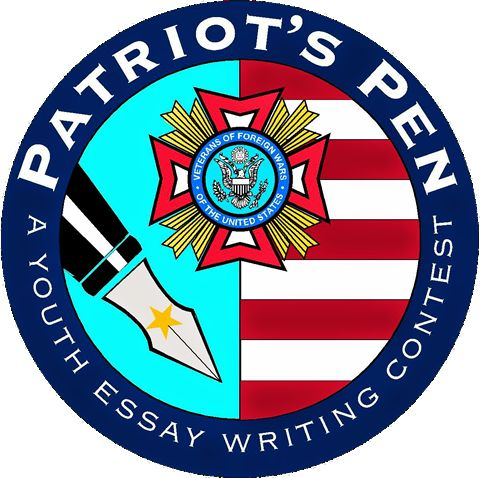 PATRIOT'S PEN
VETERANS OF FOREIGN WARS
OF THE UNITED STATES
A YOUTH ESSAY WRITING CONTEST